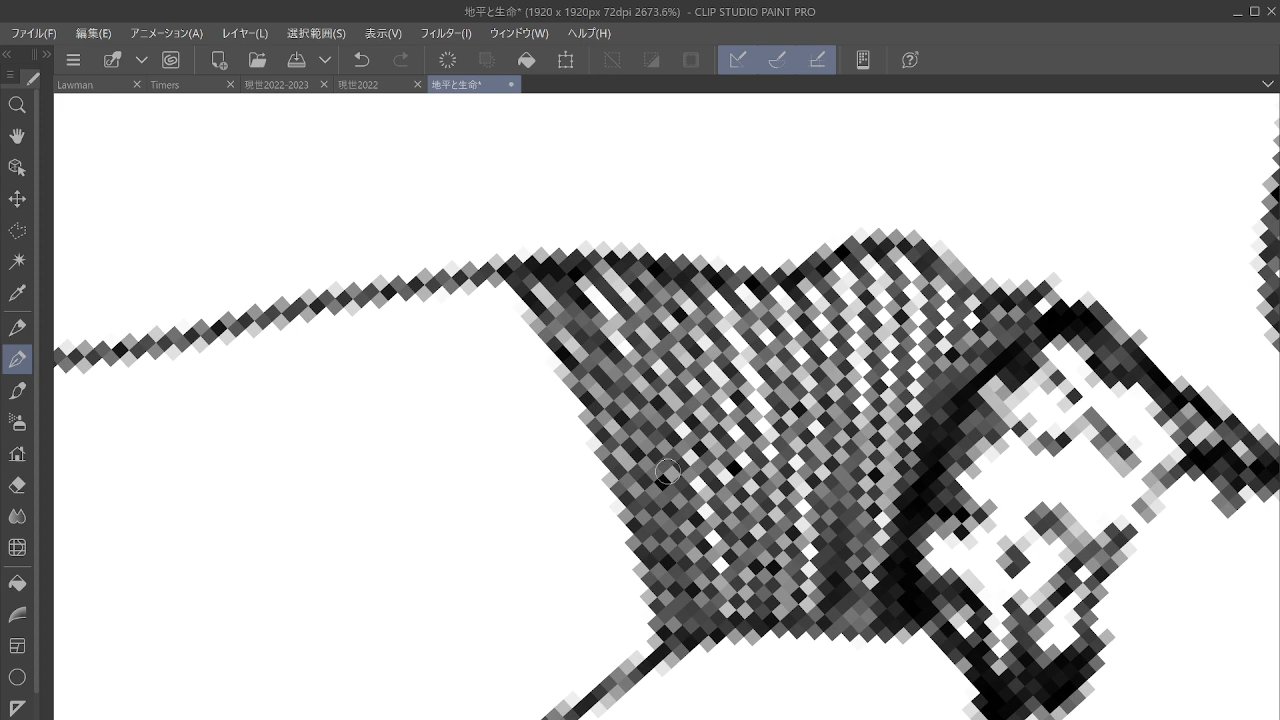 地平と生命* (1920 x 1920px 72dpi 2673.6%) - CLIP STUDIO PAINT PRO
ファイル(F) 編集(E) アニメーション(A) レイヤー(L) 選択範囲(S) 表示(V) フィルター(I) ウィンドウ(W) ヘルプ(H)
Lawman Timers 現世2022-2023 現世2022 地平と生命*